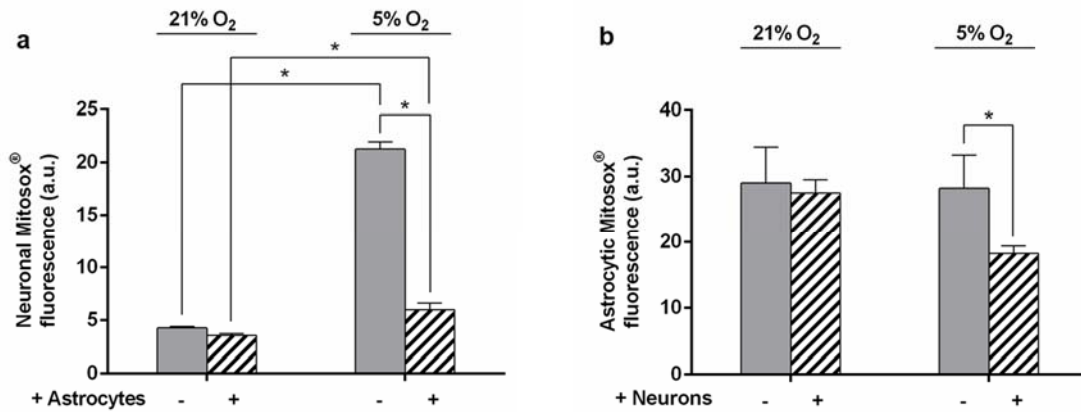 a
21% O₂
5% O₂
*
*
*
Neuronal Mitosox®
fluorescence (a.u.)
25
20
15
10
5
0
+ Astrocytes - + - +
b
21% O₂
5% O₂
*
Astrocytic Mitosox®
fluorescence (a.u.)
40
30
20
10
0
+ Neurons - + - +